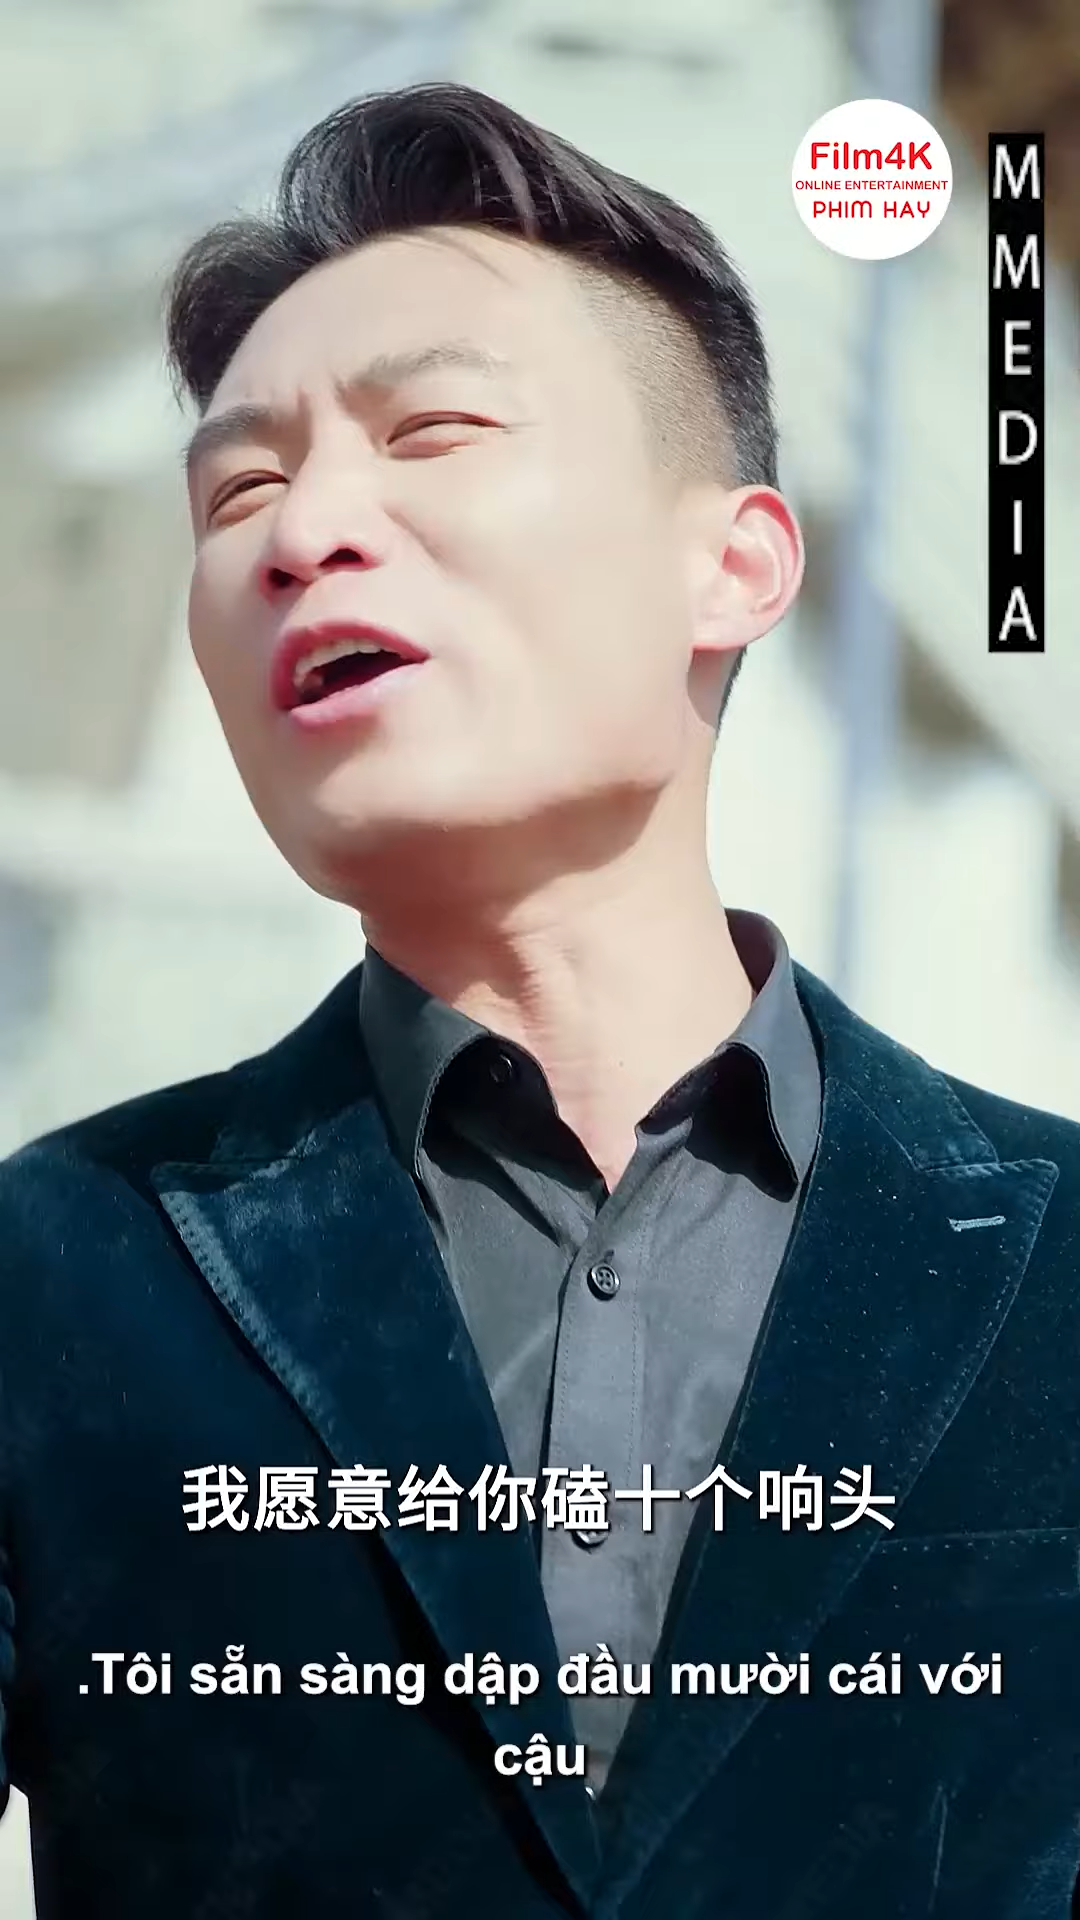 Film4K
ONLINE ENTERTAINMENT
PHIM HAY
MMEDIA
我愿意给你磕十个响头
.Tôi sẵn sàng dập đầu mười cái với
cậu